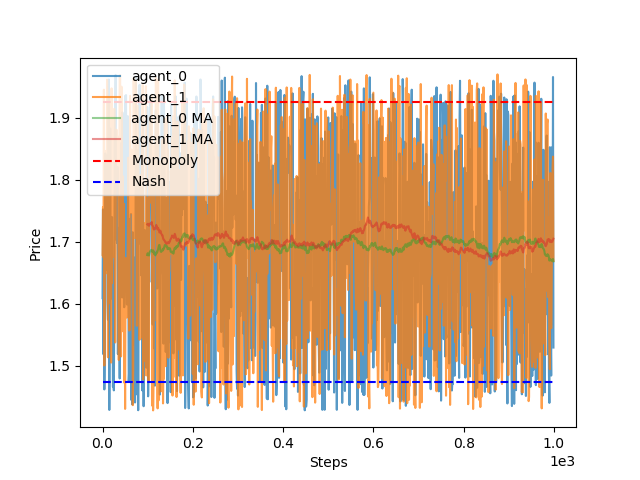 agent_0
agent_1
agent_0 MA
agent_1 MA
Monopoly
Nash
Price
1.9
1.8
1.7
1.6
1.5
0.0 0.2 0.4 0.6 0.8 1.0
Steps
1e3